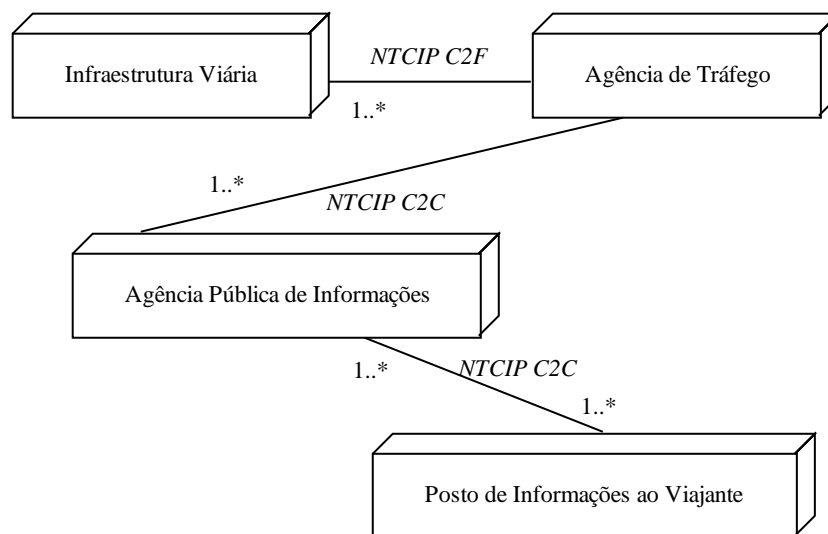 Infraestrutura Viária
NTCIP C2F
Agência de Tráfego
1..*
1..*
NTCIP C2C
Agência Pública de Informações
1..*
NTCIP C2C
1..*
Posto de Informações ao Viajante